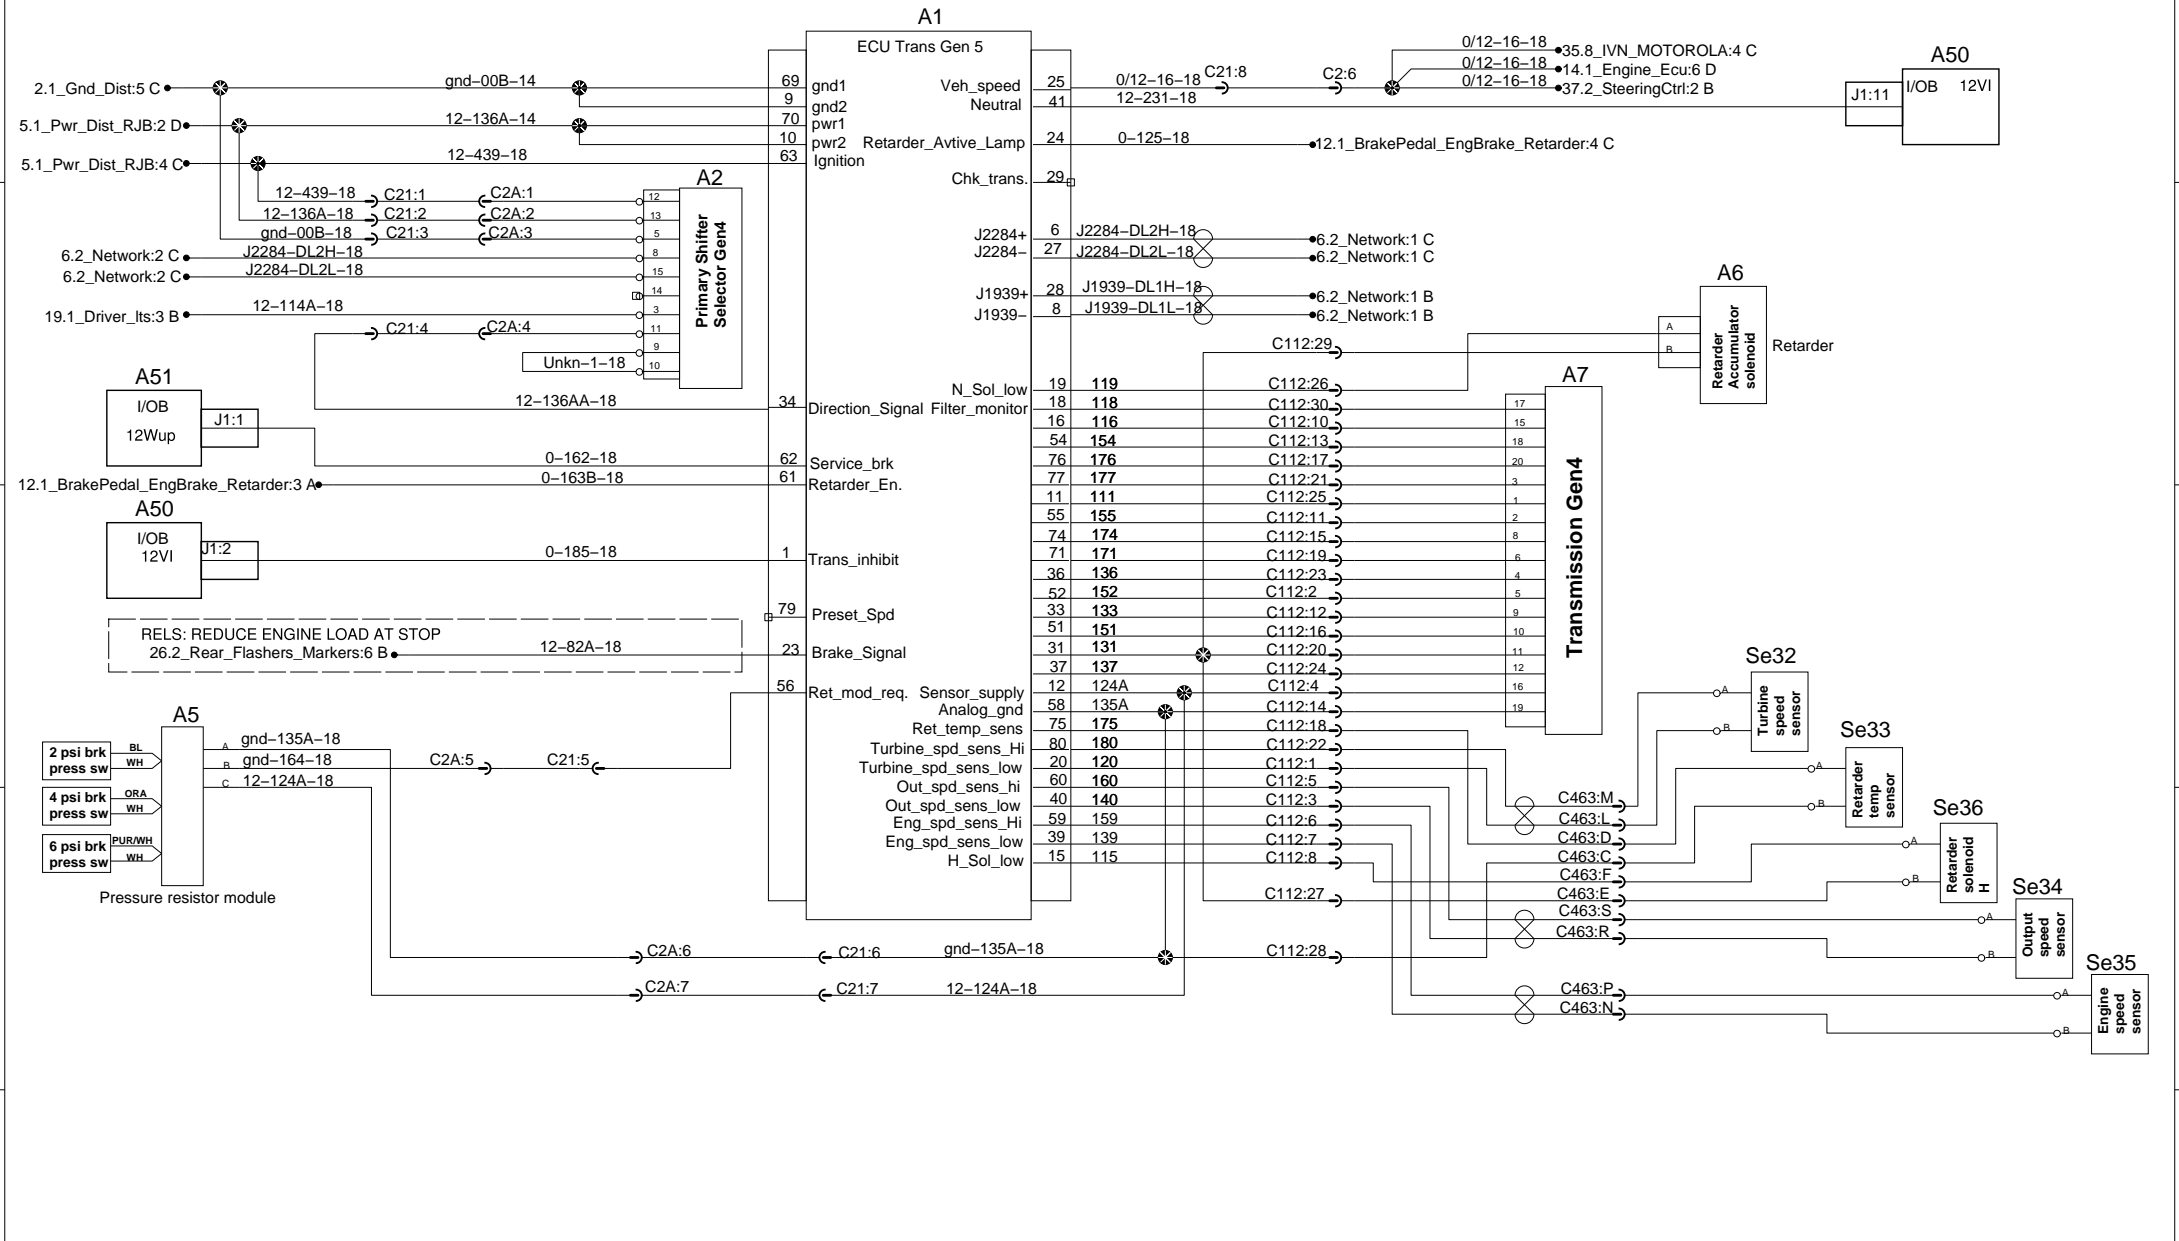 A1
ECU Trans Gen 5
2.1_Gnd_Dist:5 C
gnd–00B–14
69
gnd1
9
gnd2
5.1_Pwr_Dist_RJB:2 D
12–136A–14
70
pwr1
10
pwr2
5.1_Pwr_Dist_RJB:4 C
12–439–18
63
Ignition
12–439–18
C21:1
C2A:1
12
12–136A–18
C21:2
C2A:2
13
gnd–00B–18
C21:3
C2A:3
5
6.2_Network:2 C
J2284–DL2H–18
8
6.2_Network:2 C
J2284–DL2L–18
15
14
19.1_Driver_lts:3 B
12–114A–18
3
C21:4
C2A:4
11
9
Unkn–1–18
10
A2
Primary Shifter
Selector Gen4
A51
I/OB
12Wup
J1:1
12–136AA–18
34
Direction_Signal
0–162–18
62
Service_brk
12.1_BrakePedal_EngBrake_Retarder:3 A
0–163B–18
61
Retarder_En.
A50
I/OB
12VI
J1:2
0–185–18
1
Trans_inhibit
79
Preset_Spd
RELS: REDUCE ENGINE LOAD AT STOP
26.2_Rear_Flashers_Markers:6 B
12–82A–18
23
Brake_Signal
56
Ret_mod_req.
A5
2 psi brk
press sw
BL
WH
4 psi brk
press sw
ORA
WH
6 psi brk
press sw
PUR/WH
WH
Pressure resistor module
A
gnd–135A–18
B
gnd–164–18
C
12–124A–18
C2A:5
C21:5
C2A:6
C21:6
gnd–135A–18
C112:28
C2A:7
C21:7
12–124A–18
Veh_speed
25
0/12–16–18
C21:8
C2:6
0/12–16–18
35.8_IVN_MOTOROLA:4 C
0/12–16–18
14.1_Engine_Ecu:6 D
0/12–16–18
37.2_SteeringCtrl:2 B
Neutral
41
12–231–18
J1:11
A50
I/OB
12VI
Retarder_Avtive_Lamp
24
0–125–18
12.1_BrakePedal_EngBrake_Retarder:4 C
Chk_trans.
29
J2284+
6
J2284–DL2H–18
6.2_Network:1 C
J2284–
27
J2284–DL2L–18
6.2_Network:1 C
J1939+
28
J1939–DL1H–18
6.2_Network:1 B
J1939–
8
J1939–DL1L–18
6.2_Network:1 B
C112:29
A6
A
B
Retarder
Accumulator
solenoid
Retarder
N_Sol_low
19
119
C112:26
Filter_monitor
18
118
C112:30
17
16
116
C112:10
15
54
154
C112:13
18
76
176
C112:17
20
77
177
C112:21
3
11
111
C112:25
1
55
155
C112:11
2
74
174
C112:15
8
71
171
C112:19
6
36
136
C112:23
4
52
152
C112:2
5
33
133
C112:12
9
51
151
C112:16
10
31
131
C112:20
11
37
137
C112:24
12
Sensor_supply
12
124A
C112:4
16
Analog_gnd
58
135A
C112:14
19
A7
Transmission Gen4
Ret_temp_sens
75
175
C112:18
Turbine_spd_sens_Hi
80
180
C112:22
Turbine_spd_sens_low
20
120
C112:1
Out_spd_sens_hi
60
160
C112:5
Out_spd_sens_low
40
140
C112:3
Eng_spd_sens_Hi
59
159
C112:6
Eng_spd_sens_low
39
139
C112:7
H_Sol_low
15
115
C112:8
C112:27
C463:M
C463:L
C463:D
C463:C
C463:F
C463:E
C463:S
C463:R
C463:P
C463:N
Se32
A
B
Turbine
speed
sensor
Se33
A
B
Retarder
temp
sensor
Se36
A
B
Retarder
solenoid
H
Se34
A
B
Output
speed
sensor
Se35
A
B
Engine
speed
sensor